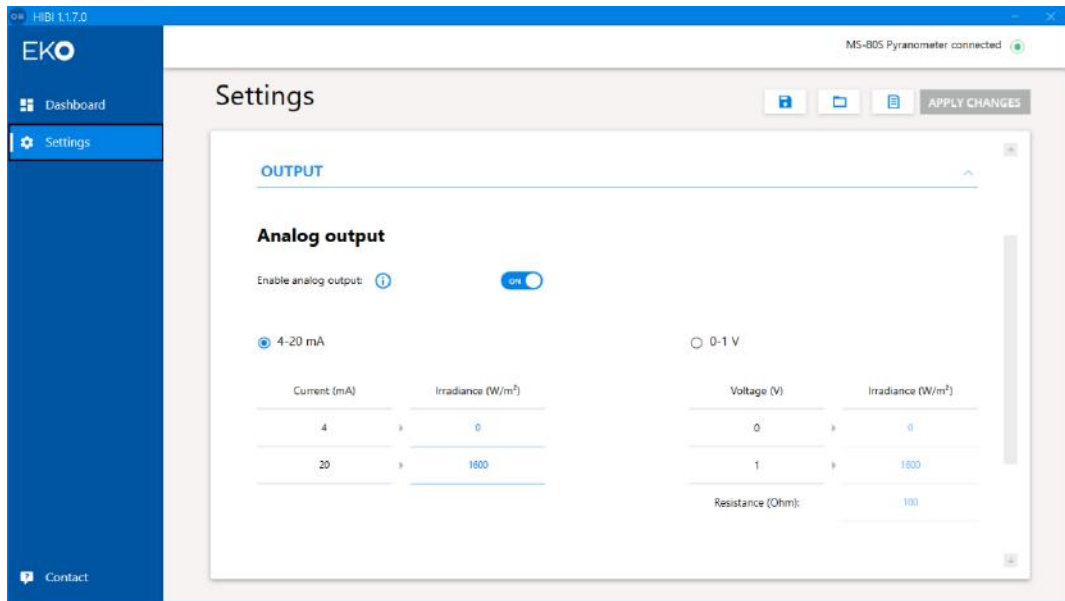 HIBI 1.1.7.0
EKO
MS-80S Pyranometer connected
Dashboard
Settings
Settings
APPLY CHANGES
OUTPUT
Analog output
Enable analog output:
ON
4-20 mA
0-1 V
Current (mA) Irradiance (W/m²)
Voltage (V) Irradiance (W/m²)
4 0
0 0
20 1600
1 1600
Resistance (Ohm): 100
Contact